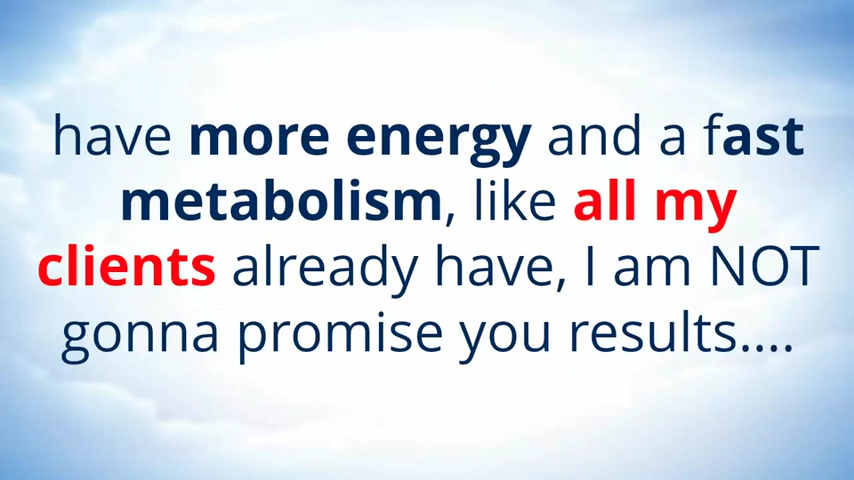 have more energy and a fast
metabolism, like all my
clients already have, I am NOT
gonna promise you results....